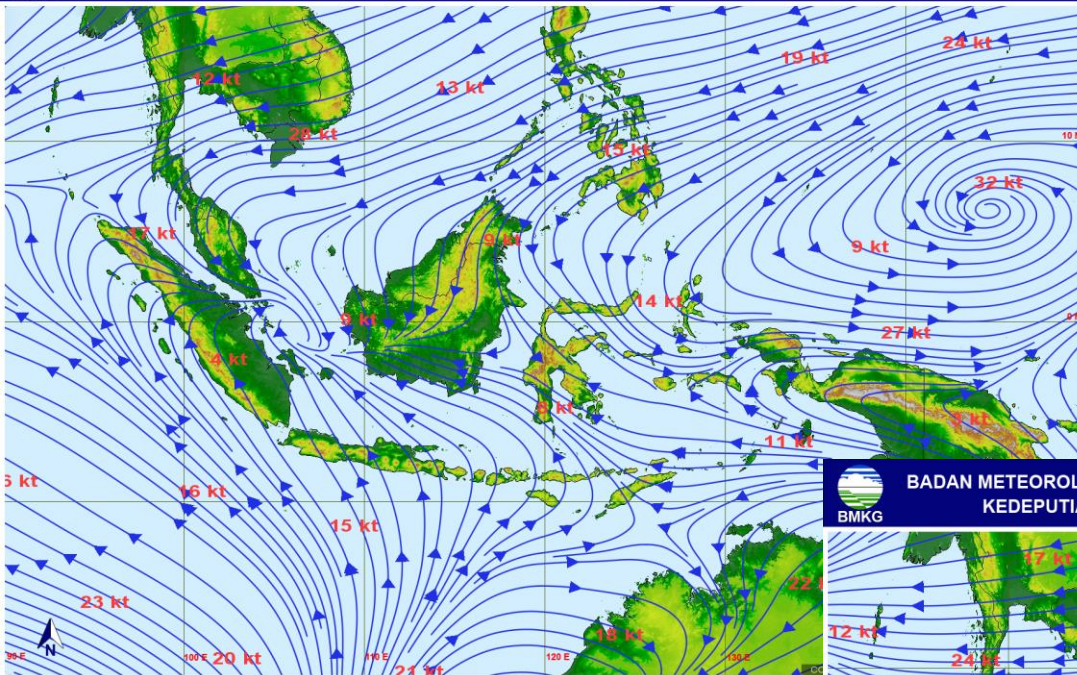 24 kt
19 kt
12 kt
13 kt
28 kt
10 N
15 kt
32 kt
17 kt
9 kt
9 kt
14 kt
9 kt
27 kt
4 kt
8 kt
11 kt
6 kt
16 kt
15 kt
BMKG
BADAN METEOROL
KEDEPUTIA
17 kt
22 k
23 kt
18 kt
12 kt
N
90 E
100 E
20 kt
110 E
21 kt
120 E
130 E
24 kt